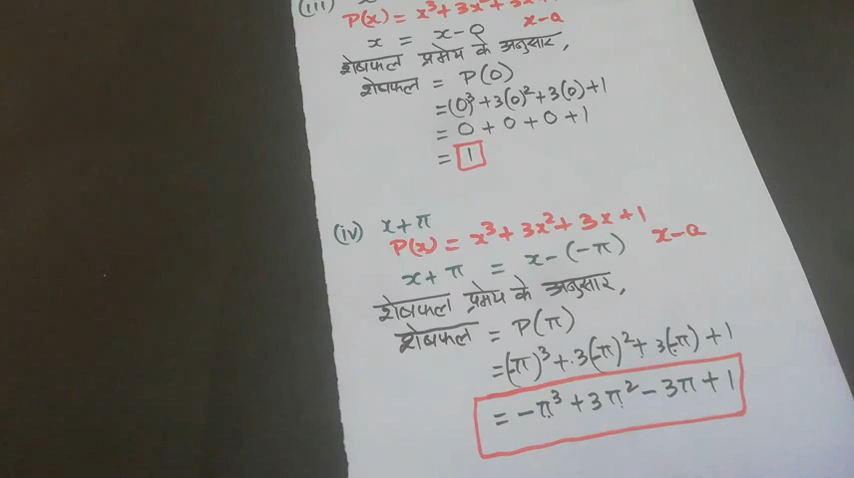 (iii)
P(x) = x³ + 3x² + 3x
x = x - 0 x - a
शेषफल प्रमेय के अनुसार,
शेषफल = P(0)
= (0)³ + 3(0)² + 3(0) + 1
= 0 + 0 + 0 + 1
= 1
(iv) x + π
P(x) = x³ + 3x² + 3x + 1
x + π = x - (-π) x - a
शेषफल प्रमेय के अनुसार,
शेषफल = P(π)
= (-π)³ + 3(-π)² + 3(-π) + 1
= -π³ + 3π² - 3π + 1